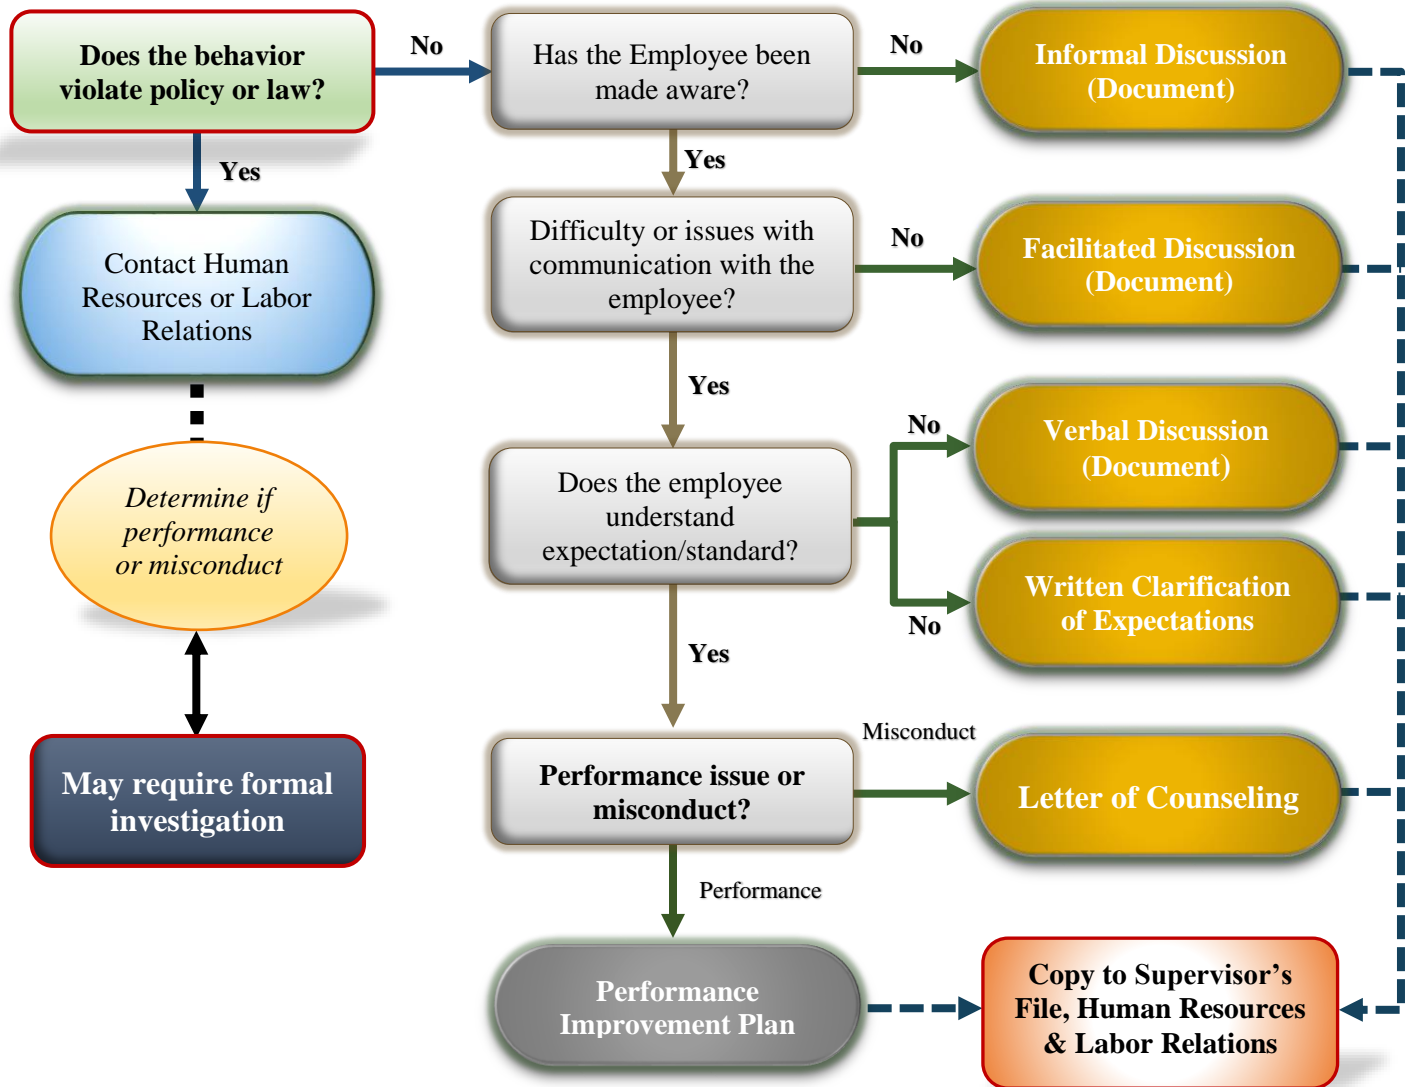 Does the behavior
violate policy or law?
No
Has the Employee been
made aware?
No
Informal Discussion
(Document)
Yes
Yes
Contact Human
Resources or Labor
Relations
Difficulty or issues with
communication with the
employee?
No
Facilitated Discussion
(Document)
Yes
Determine if
performance
or misconduct
Does the employee
understand
expectation/standard?
No
Verbal Discussion
(Document)
No
Written Clarification
of Expectations
Yes
May require formal
investigation
Performance issue or
misconduct?
Misconduct
Letter of Counseling
Performance
Performance
Improvement Plan
Copy to Supervisor’s
File, Human Resources
& Labor Relations